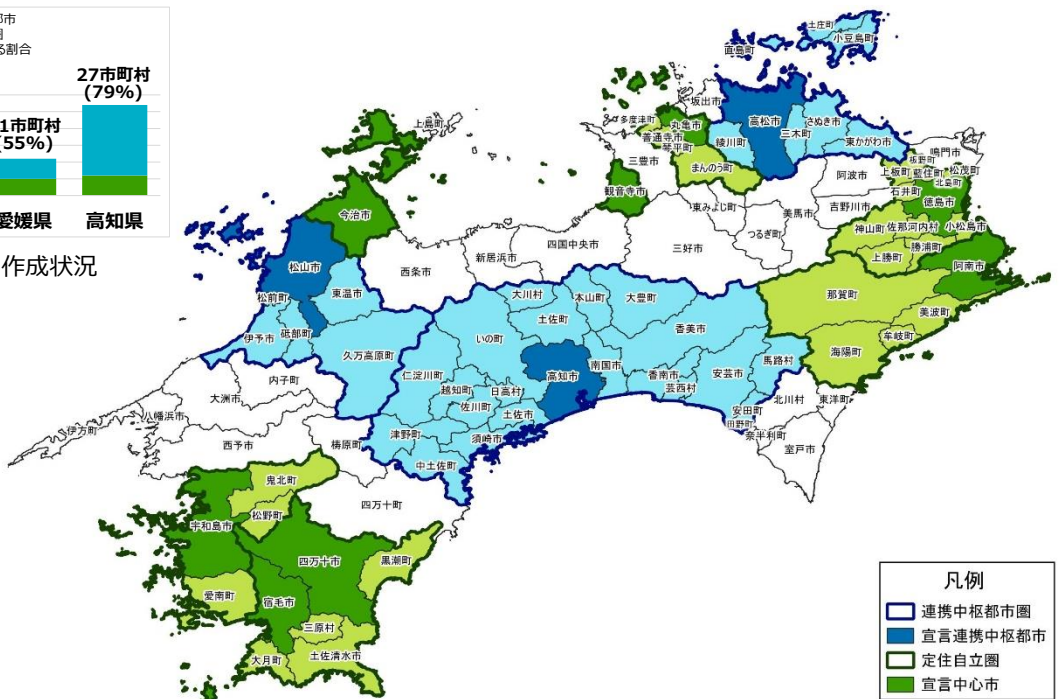 都市
圏
る割合
27市町村
(79%)
1市町村
(55%)
愛媛県
高知県
作成状況
土庄町
小豆島町
直島町
坂出市
高松市
さぬき市
多度津町
丸亀市
善通寺市
琴平町
綾川町
三木町
東かがわ市
三豊市
まんのう町
観音寺市
鳴門市
板野町
松茂町
上板町
藍住町
北島町
石井町
徳島市
阿波市
吉野川市
東みよし町
美馬市
つるぎ町
三好市
神山町
佐那河内村
小松島市
勝浦町
上勝町
阿南市
那賀町
美波町
牟岐町
海陽町
上島町
今治市
四国中央市
新居浜市
西条市
松山市
東温市
松前町
伊予市
砥部町
久万高原町
内子町
大洲市
八幡浜市
伊方町
西予市
鬼北町
松野町
宇和島市
愛南町
大川村
本山町
大豊町
土佐町
いの町
香美市
仁淀川町
高知市
南国市
香南市
芸西村
安芸市
馬路村
越知町
日高村
佐川町
土佐市
安田町
田野町
北川村
東洋町
奈半利町
室戸市
津野町
須崎市
梼原町
中土佐町
四万十町
四万十市
黒潮町
宿毛市
三原村
大月町
土佐清水市
凡例
連携中枢都市圏
宣言連携中枢都市
定住自立圏
宣言中心市